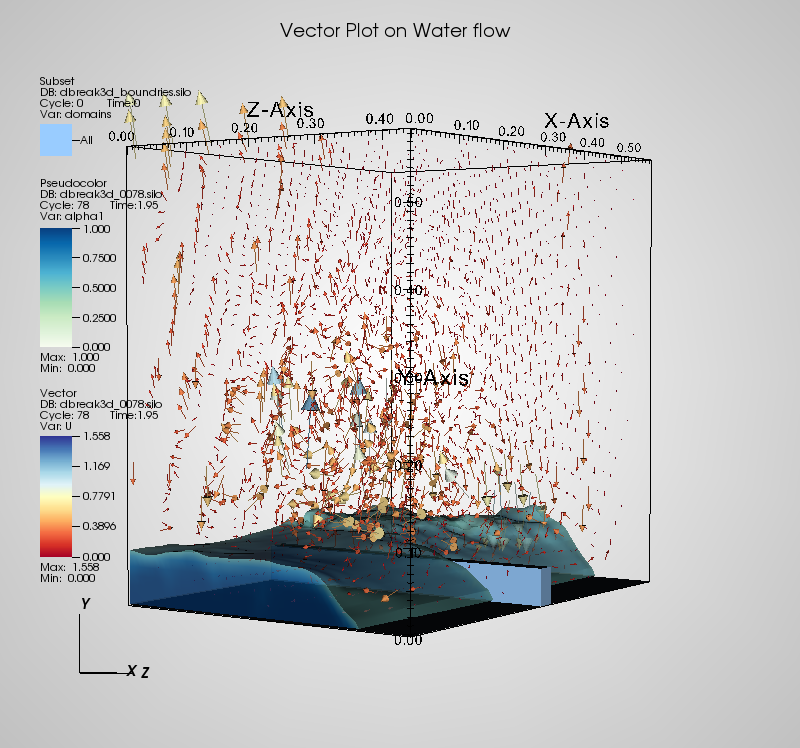 Vector Plot on Water flow
Subset
DB: dbreak3d_boundries.silo
Cycle: 0 Time:0
Var: domains
All
Pseudocolor
DB: dbreak3d_0078.silo
Cycle: 78 Time:1.95
Var: alpha1
1.000
0.7500
0.5000
0.2500
0.000
Max: 1.000
Min: 0.000
Vector
DB: dbreak3d_0078.silo
Cycle: 78 Time:1.95
Var: U
1.558
1.169
0.7791
0.3896
0.000
Max: 1.558
Min: 0.000
Z-Axis
0.00 0.10 0.20 0.30 0.40
X-Axis
0.00 0.10 0.20 0.30 0.40 0.50
0.50
0.40
Y-Axis
0.20
0.10
0.00
Y
X Z